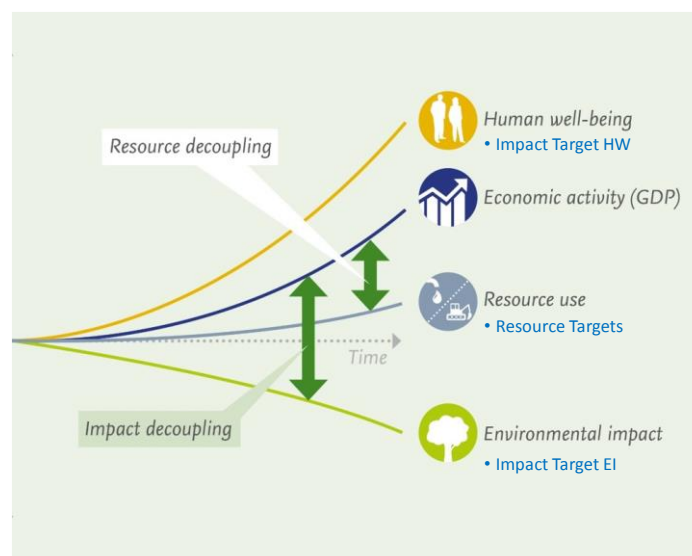 Human well-being
• Impact Target HW
Resource decoupling
Economic activity (GDP)
Resource use
• Resource Targets
Time
Impact decoupling
Environmental impact
• Impact Target EI